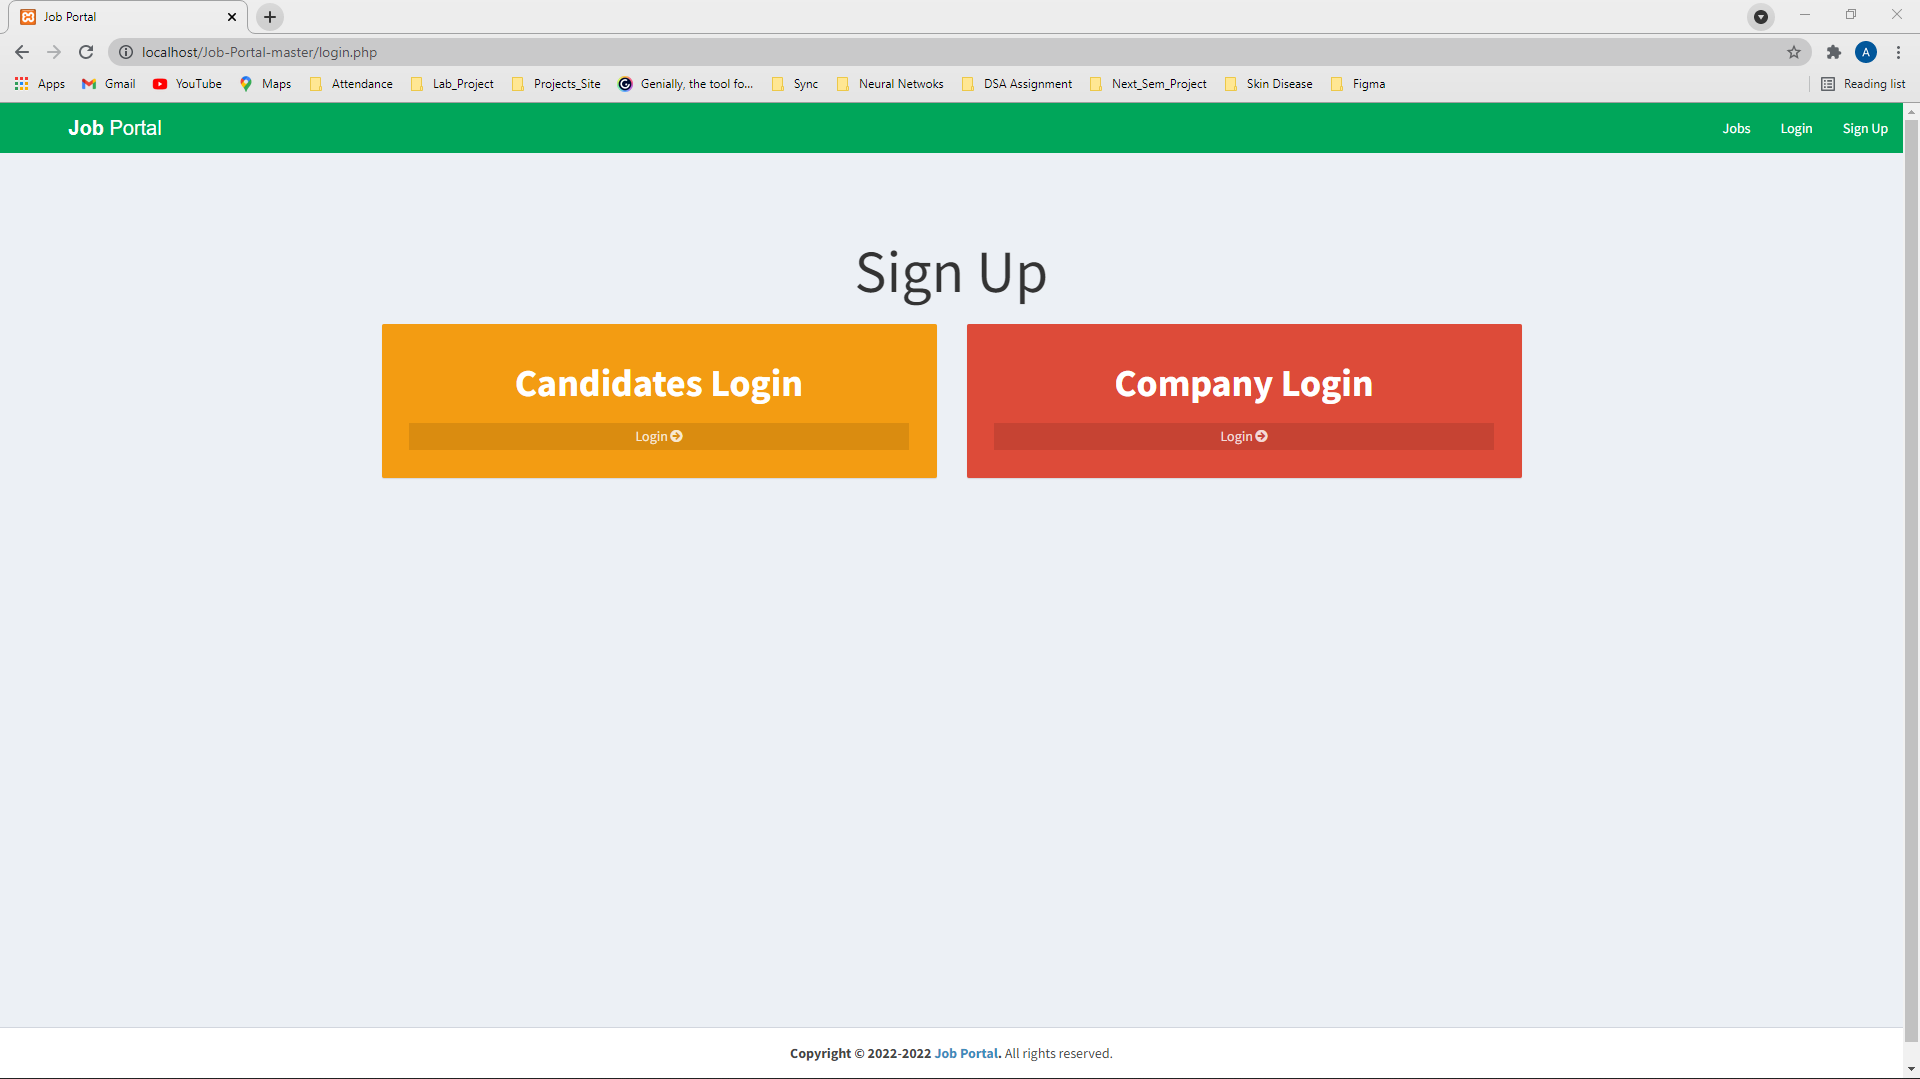 Job Portal
localhost/Job-Portal-master/login.php
A
Apps Gmail YouTube Maps Attendance Lab_Project Projects_Site Genially, the tool fo... Sync Neural Netwoks DSA Assignment Next_Sem_Project Skin Disease Figma Reading list
Job Portal Jobs Login Sign Up
Sign Up
Candidates Login
Login
Company Login
Login
Copyright © 2022-2022 Job Portal. All rights reserved.